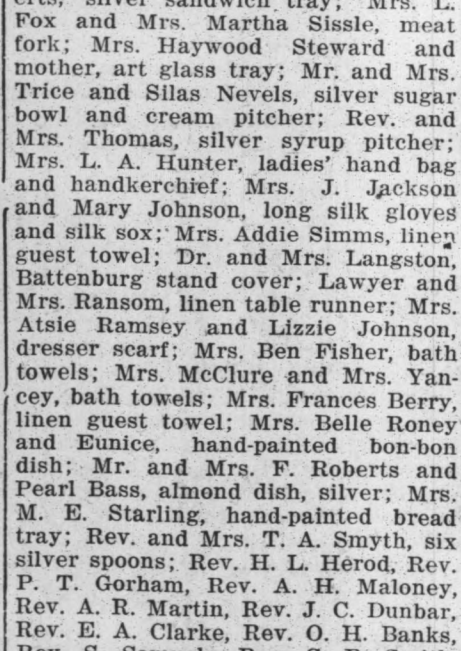 silver sandwich tray; Mrs. L.
Fox and Mrs. Martha Sissle, meat
fork; Mrs. Haywood Steward and
mother, art glass tray; Mr. and Mrs.
Trice and Silas Nevels, silver sugar
bowl and cream pitcher; Rev. and
Mrs. Thomas, silver syrup pitcher;
Mrs. L. A. Hunter, ladies' hand bag
and handkerchief; Mrs. J. Jackson
and Mary Johnson, long silk gloves
and silk sox; Mrs. Addie Simms, linen
guest towel; Dr. and Mrs. Langston,
Battenburg stand cover; Lawyer and
Mrs. Ransom, linen table runner; Mrs.
Atsie Ramsey and Lizzie Johnson,
dresser scarf; Mrs. Ben Fisher, bath
towels; Mrs. McClure and Mrs. Yan-
cey, bath towels; Mrs. Frances Berry,
linen guest towel; Mrs. Belle Roney
and Eunice, hand-painted bon-bon
dish; Mr. and Mrs. F. Roberts and
Pearl Bass, almond dish, silver; Mrs.
M. E. Starling, hand-painted bread
tray; Rev. and Mrs. T. A. Smyth, six
silver spoons; Rev. H. L. Herod, Rev.
P. T. Gorham, Rev. A. H. Maloney,
Rev. A. R. Martin, Rev. J. C. Dunbar,
Rev. E. A. Clarke, Rev. O. H. Banks,